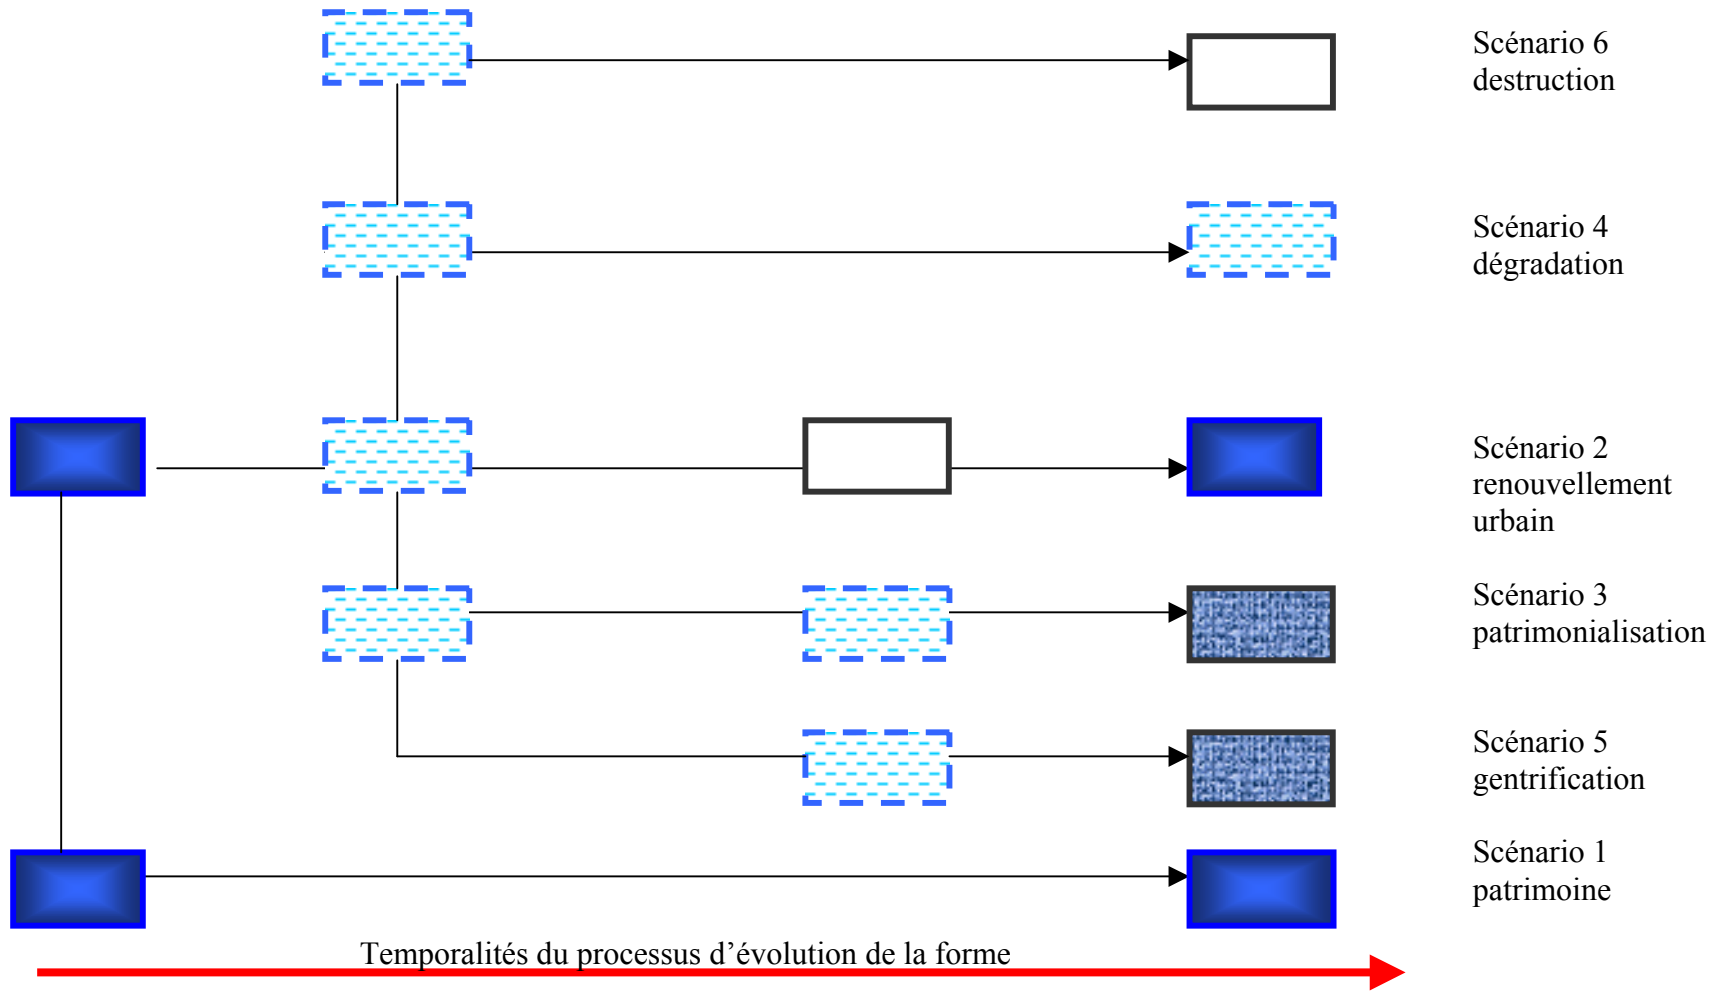 Scénario 6
destruction
Scénario 4
dégradation
Scénario 2
renouvellement
urbain
Scénario 3
patrimonialisation
Scénario 5
gentrification
Scénario 1
patrimoine
Temporalités du processus d’évolution de la forme